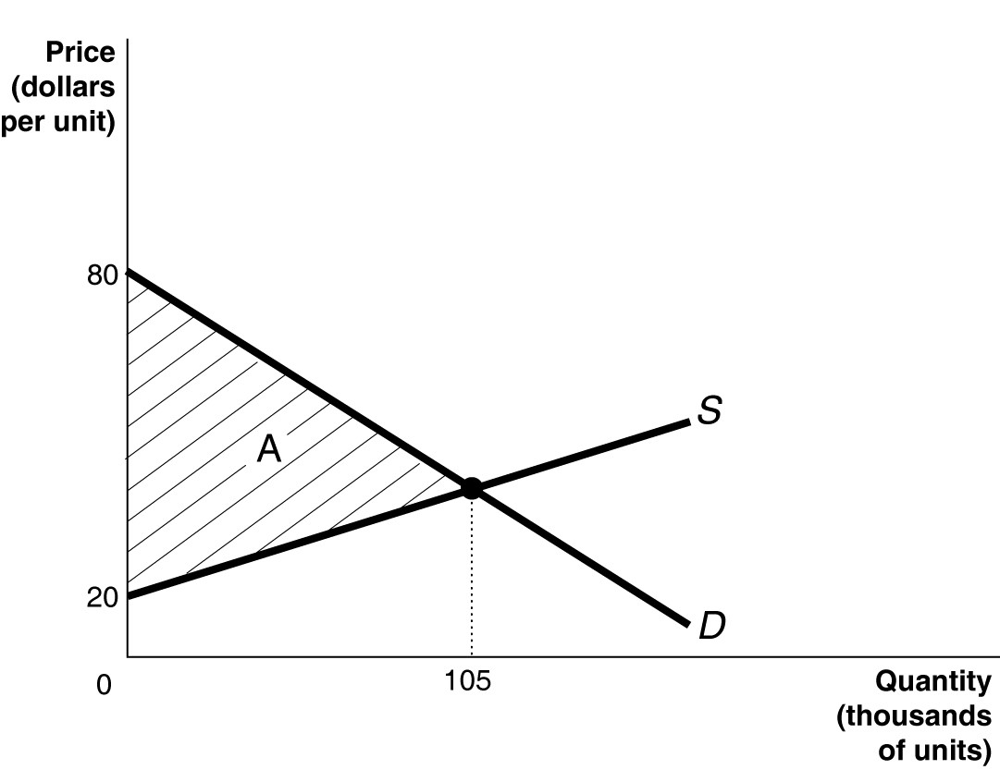 Price
(dollars
per unit)
80
S
A
20
D
0
105
Quantity
(thousands
of units)